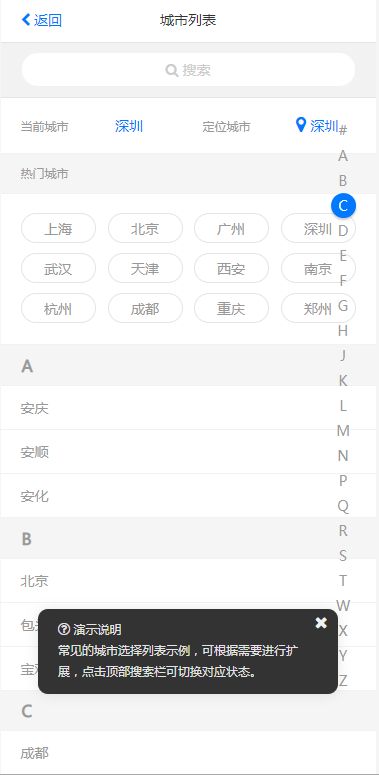 返回 城市列表
搜索
当前城市 深圳 定位城市 深圳
热门城市
上海 北京 广州 深圳
武汉 天津 西安 南京
杭州 成都 重庆 郑州
#
A
B
C
D
E
F
G
H
J
K
L
M
N
P
Q
R
S
T
W
X
Y
Z
A
安庆
安顺
安化
B
北京
包
宝
演示说明
常见的城市选择列表示例，可根据需要进行扩
展，点击顶部搜索栏可切换对应状态。
C
成都